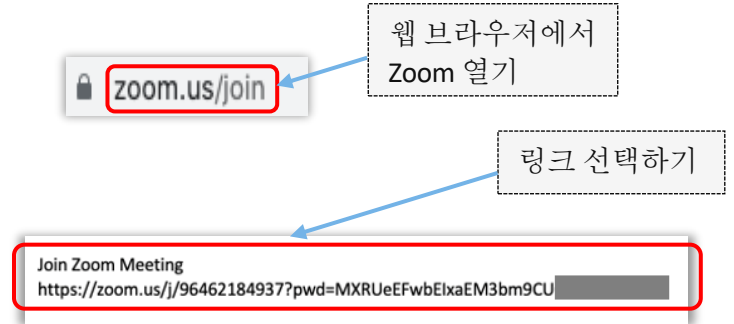 웹 브라우저에서
Zoom 열기
zoom.us/join
링크 선택하기
Join Zoom Meeting
https://zoom.us/j/96462184937?pwd=MXRUeEFwbElxaEM3bm9CU